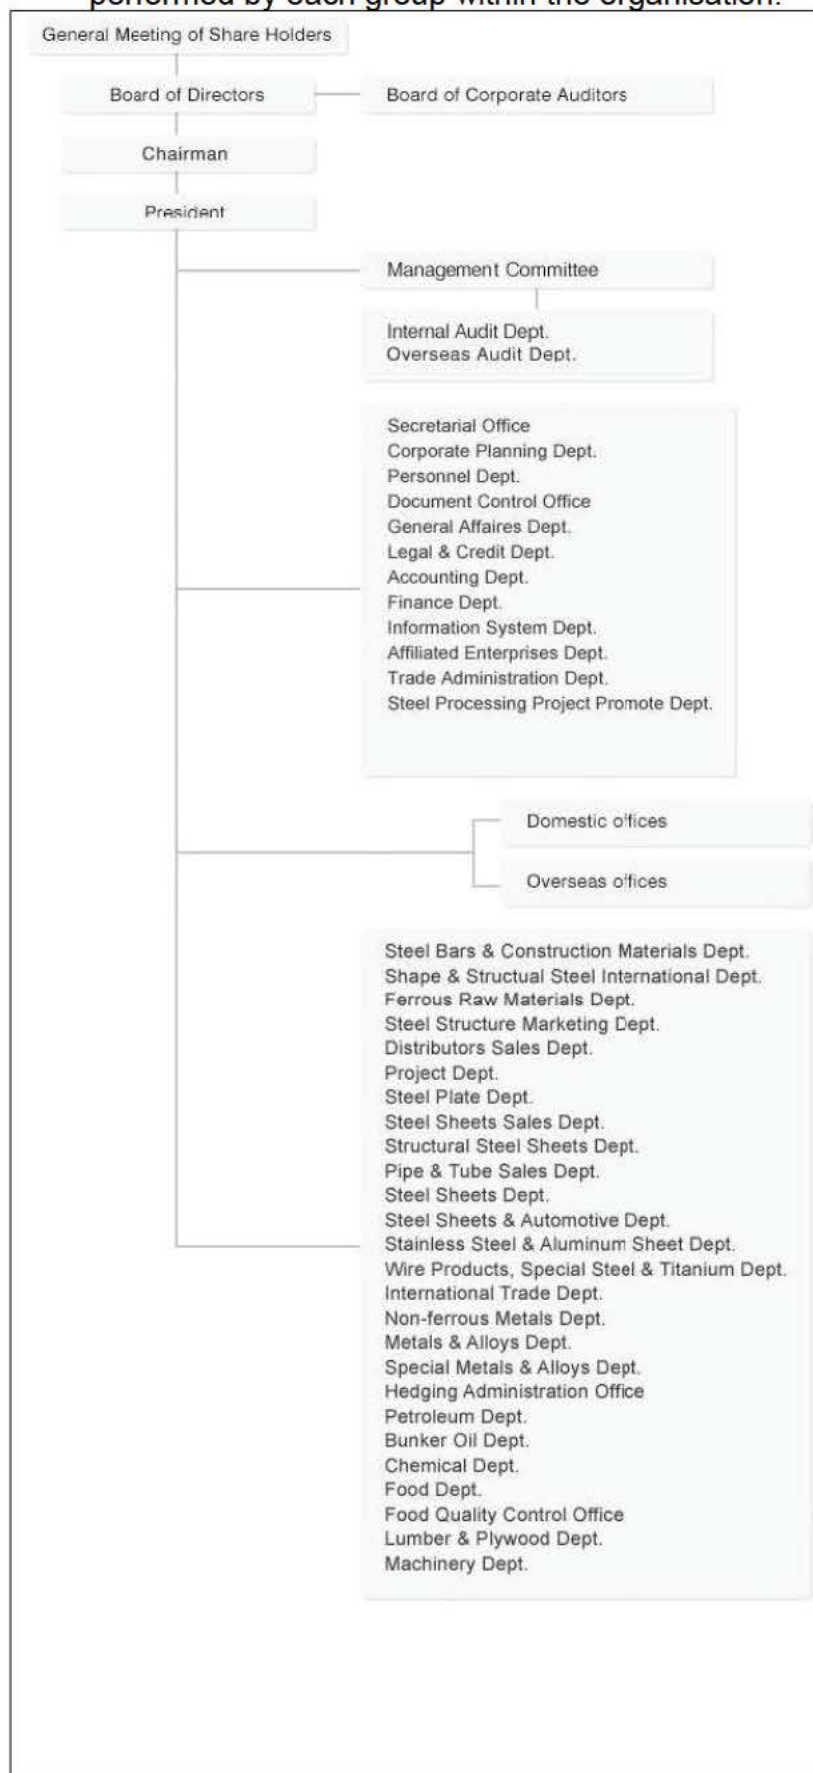 performed by each group within the organisation.
General Meeting of Share Holders
Board of Directors
Board of Corporate Auditors
Chairman
President
Management Committee
Internal Audit Dept.
Overseas Audit Dept.
Secretarial Office
Corporate Planning Dept.
Personnel Dept.
Document Control Office
General Affaires Dept.
Legal & Credit Dept.
Accounting Dept.
Finance Dept.
Information System Dept.
Affiliated Enterprises Dept.
Trade Administration Dept.
Steel Processing Project Promote Dept.
Domestic offices
Overseas offices
Steel Bars & Construction Materials Dept.
Shape & Structual Steel International Dept.
Ferrous Raw Materials Dept.
Steel Structure Marketing Dept.
Distributors Sales Dept.
Project Dept.
Steel Plate Dept.
Steel Sheets Sales Dept.
Structural Steel Sheets Dept.
Pipe & Tube Sales Dept.
Steel Sheets Dept.
Steel Sheets & Automotive Dept.
Stainless Steel & Aluminum Sheet Dept.
Wire Products, Special Steel & Titanium Dept.
International Trade Dept.
Non-ferrous Metals Dept.
Metals & Alloys Dept.
Special Metals & Alloys Dept.
Hedging Administration Office
Petroleum Dept.
Bunker Oil Dept.
Chemical Dept.
Food Dept.
Food Quality Control Office
Lumber & Plywood Dept.
Machinery Dept.